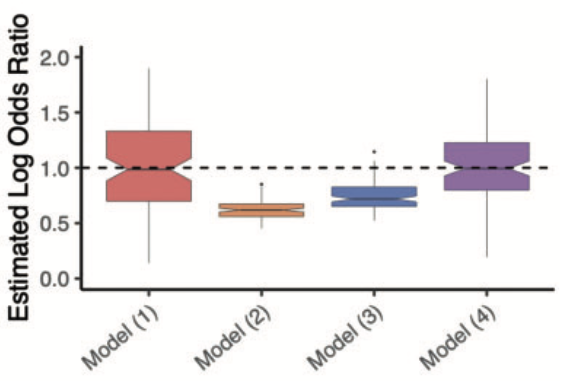 Estimated Log Odds Ratio
2.0
1.5
1.0
0.5
0.0
Model (1)
Model (2)
Model (3)
Model (4)